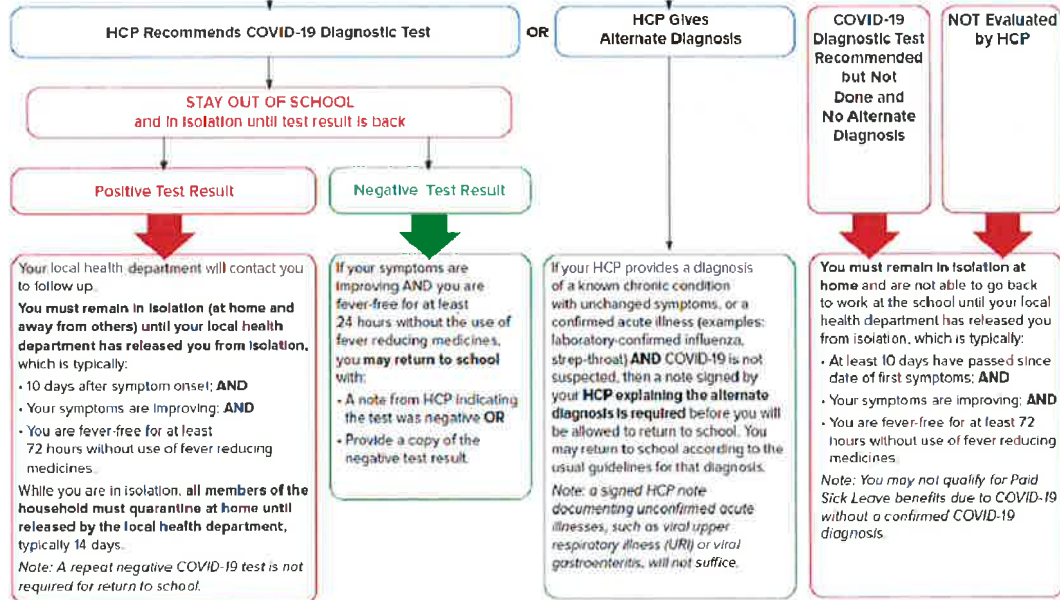 HCP Recommends COVID-19 Diagnostic Test
OR
HCP Gives
Alternate Diagnosis
COVID-19
Diagnostic Test
Recommended
but Not
Done and
No Alternate
Diagnosis
NOT Evaluated
by HCP
STAY OUT OF SCHOOL
and in isolation until test result is back
Positive Test Result
Negative Test Result
Your local health department will contact you
to follow up.
You must remain in isolation (at home and
away from others) until your local health
department has released you from isolation,
which is typically:
• 10 days after symptom onset; AND
• Your symptoms are improving; AND
• You are fever-free for at least
72 hours without use of fever reducing
medicines.
While you are in isolation, all members of the
household must quarantine at home until
released by the local health department,
typically 14 days.
Note: A repeat negative COVID-19 test is not
required for return to school.
If your symptoms are
improving AND you are
fever-free for at least
24 hours without the use of
fever reducing medicines,
you may return to school
with:
• A note from HCP indicating
the test was negative OR
• Provide a copy of the
negative test result.
If your HCP provides a diagnosis
of a known chronic condition
with unchanged symptoms, or a
confirmed acute illness (examples:
laboratory-confirmed influenza,
strep-throat) AND COVID-19 is not
suspected, then a note signed by
your HCP explaining the alternate
diagnosis is required before you will
be allowed to return to school. You
may return to school according to the
usual guidelines for that diagnosis.
Note: a signed HCP note
documenting unconfirmed acute
illnesses, such as viral upper
respiratory illness (URI) or viral
gastroenteritis, will not suffice.
You must remain in isolation at
home and are not able to go back
to work at the school until your local
health department has released you
from isolation, which is typically:
• At least 10 days have passed since
date of first symptoms; AND
• Your symptoms are improving; AND
• You are fever-free for at least 72
hours without use of fever reducing
medicines.
Note: You may not qualify for Paid
Sick Leave benefits due to COVID-19
without a confirmed COVID-19
diagnosis.